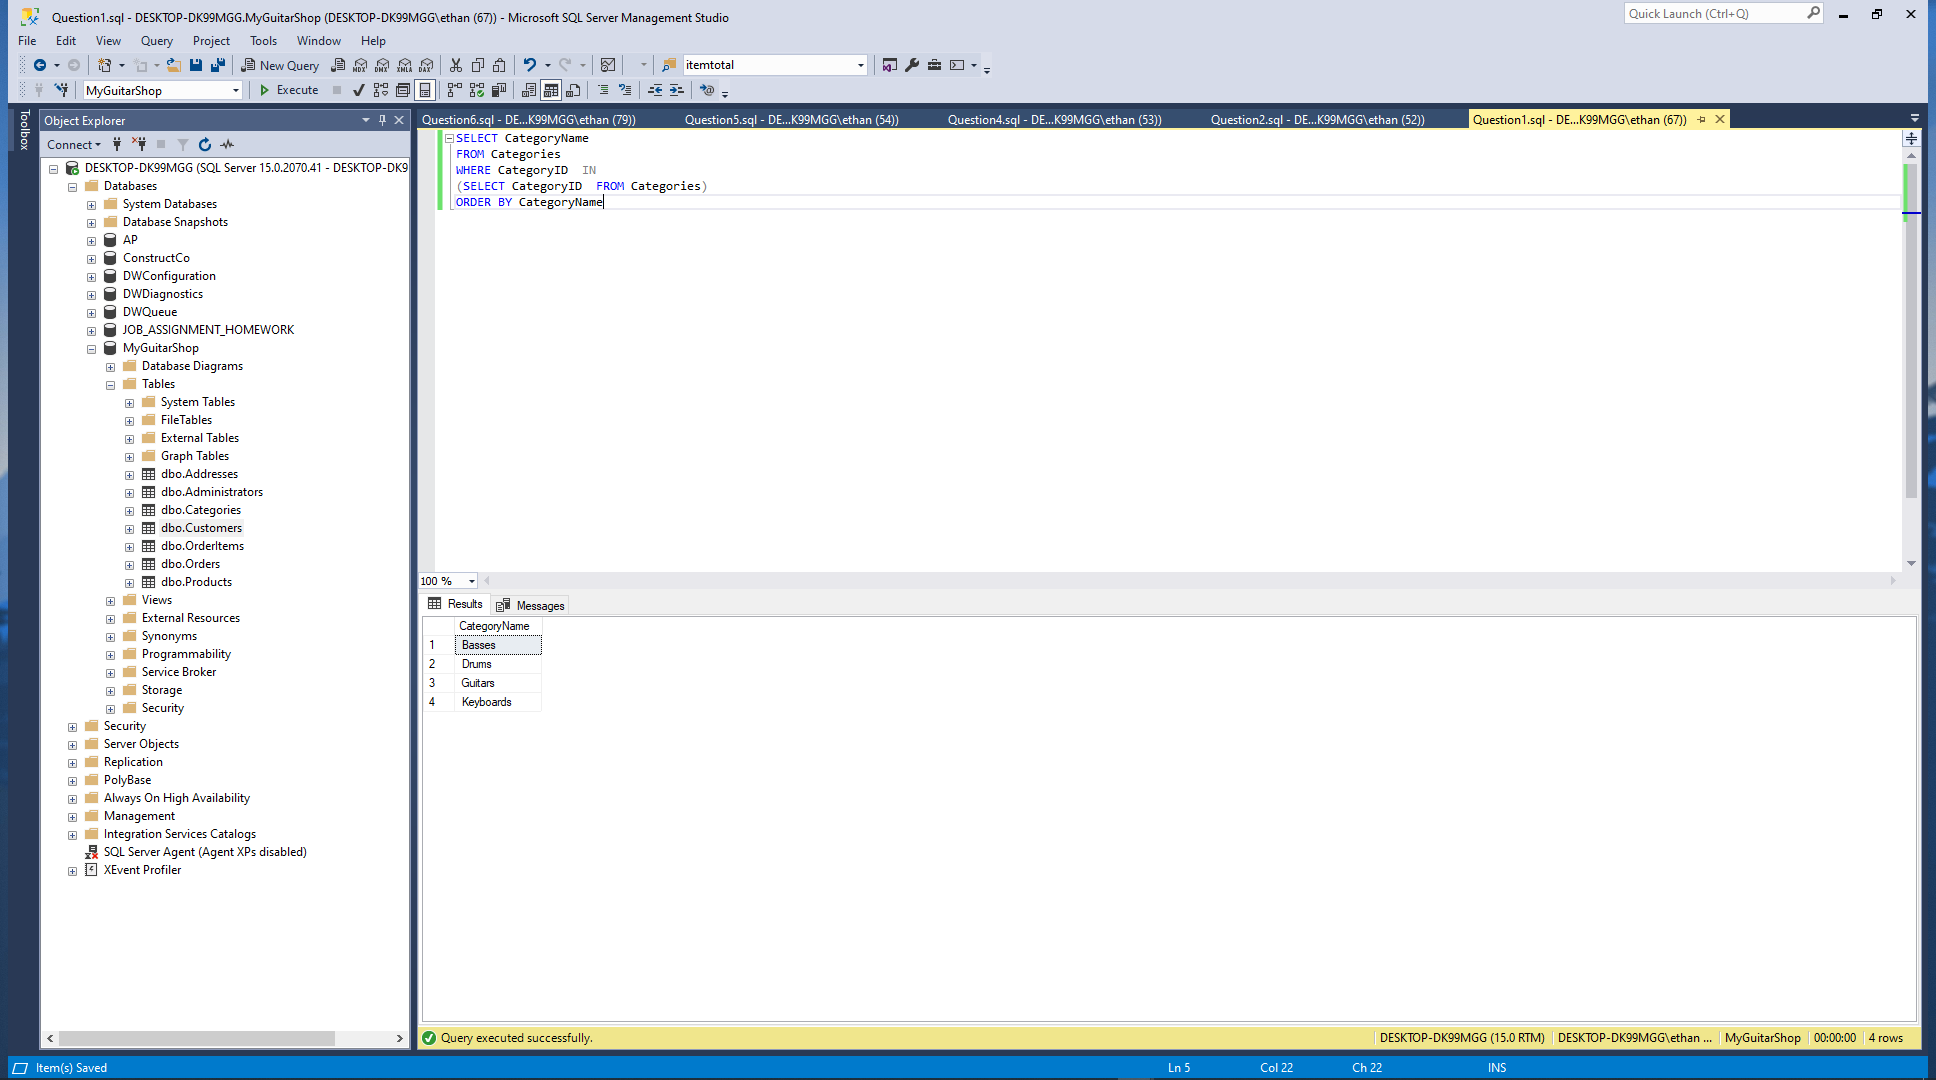 Question1.sql - DESKTOP-DK99MGG.MyGuitarShop (DESKTOP-DK99MGG\ethan (67)) - Microsoft SQL Server Management Studio
Quick Launch (Ctrl+Q)
File Edit View Query Project Tools Window Help
New Query MDX DMX XMLA DAX itemtotal
MyGuitarShop Execute
Toolbox
Object Explorer
Connect
DESKTOP-DK99MGG (SQL Server 15.0.2070.41 - DESKTOP-DK9
Databases
System Databases
Database Snapshots
AP
ConstructCo
DWConfiguration
DWDiagnostics
DWQueue
JOB_ASSIGNMENT_HOMEWORK
MyGuitarShop
Database Diagrams
Tables
System Tables
FileTables
External Tables
Graph Tables
dbo.Addresses
dbo.Administrators
dbo.Categories
dbo.Customers
dbo.OrderItems
dbo.Orders
dbo.Products
Views
External Resources
Synonyms
Programmability
Service Broker
Storage
Security
Security
Server Objects
Replication
PolyBase
Always On High Availability
Management
Integration Services Catalogs
SQL Server Agent (Agent XPs disabled)
XEvent Profiler
Question6.sql - DE...K99MGG\ethan (79)) Question5.sql - DE...K99MGG\ethan (54)) Question4.sql - DE...K99MGG\ethan (53)) Question2.sql - DE...K99MGG\ethan (52)) Question1.sql - DE...K99MGG\ethan (67))
SELECT CategoryName
FROM Categories
WHERE CategoryID  IN
(SELECT CategoryID  FROM Categories)
ORDER BY CategoryName
100 %
Results Messages
CategoryName
1 Basses
2 Drums
3 Guitars
4 Keyboards
Query executed successfully. DESKTOP-DK99MGG (15.0 RTM) DESKTOP-DK99MGG\ethan ... MyGuitarShop 00:00:00 4 rows
Item(s) Saved Ln 5 Col 22 Ch 22 INS